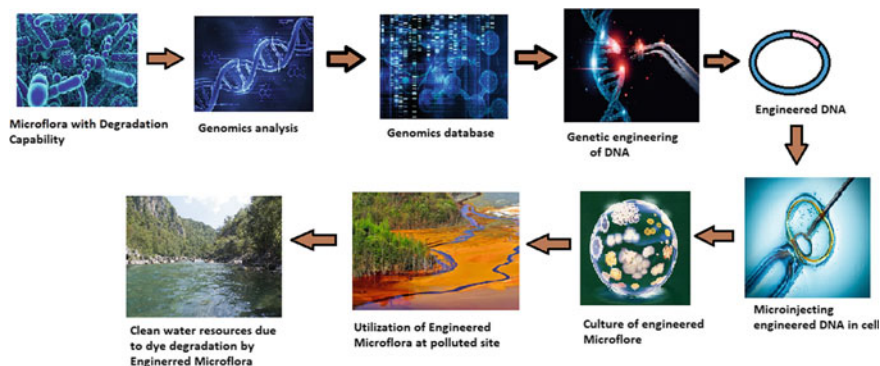 Microflora with Degradation
Capability
Genomics analysis
Genomics database
Genetic engineering
of DNA
Engineered DNA
Microinjecting
engineered DNA in cell
Culture of engineered
Microflore
Utilization of Engineered
Microflora at polluted site
Clean water resources due
to dye degradation by
Enginerred Microflora